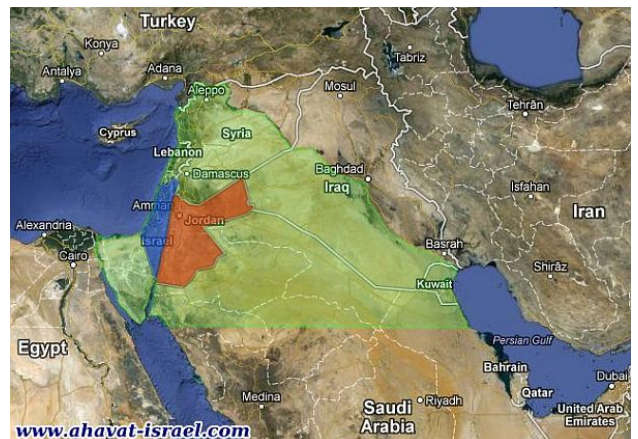 Turkey
Konya
Antalya
Adana
Tabriz
Aleppo
Mosul
Tehrān
Cyprus
Syria
Lebanon
Damascus
Baghdad
Iraq
Isfahan
Amman
Jordan
Iran
Alexandria
Israel
Cairo
Basrah
Shirāz
Kuwait
Persian Gulf
Egypt
Bahrain
Dubai
Medina
Qatar
Saudi
Arabia
Riyadh
United Arab
Emirates
www.ahavat-israel.com